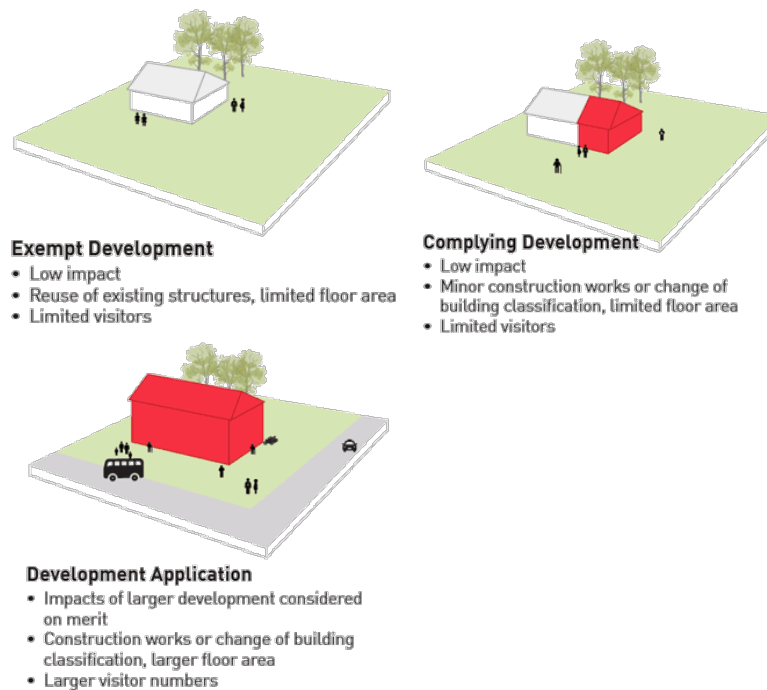 Exempt Development
• Low impact
• Reuse of existing structures, limited floor area
• Limited visitors
Complying Development
• Low impact
• Minor construction works or change of
building classification, limited floor area
• Limited visitors
Development Application
• Impacts of larger development considered
on merit
• Construction works or change of building
classification, larger floor area
• Larger visitor numbers